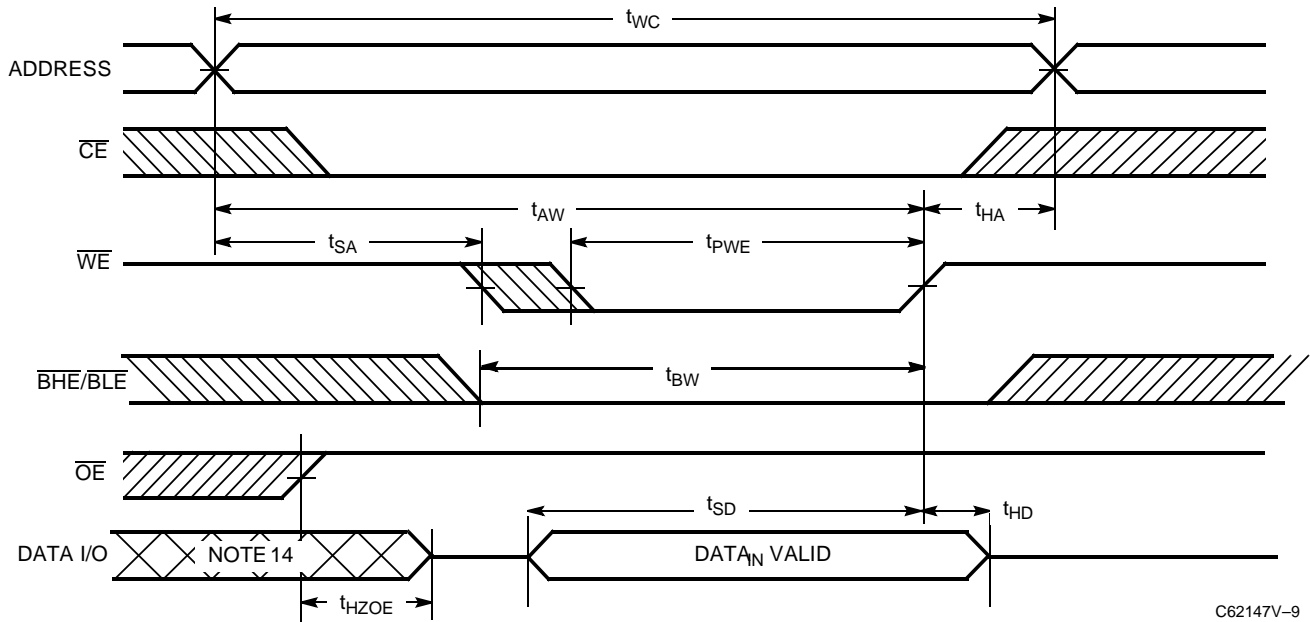 tWC
ADDRESS
CE
tAW
tHA
tSA
tPWE
WE
tBW
BHE/BLE
OE
tSD
tHD
DATA I/O
NOTE 14
DATAIN VALID
tHZOE
C62147V–9